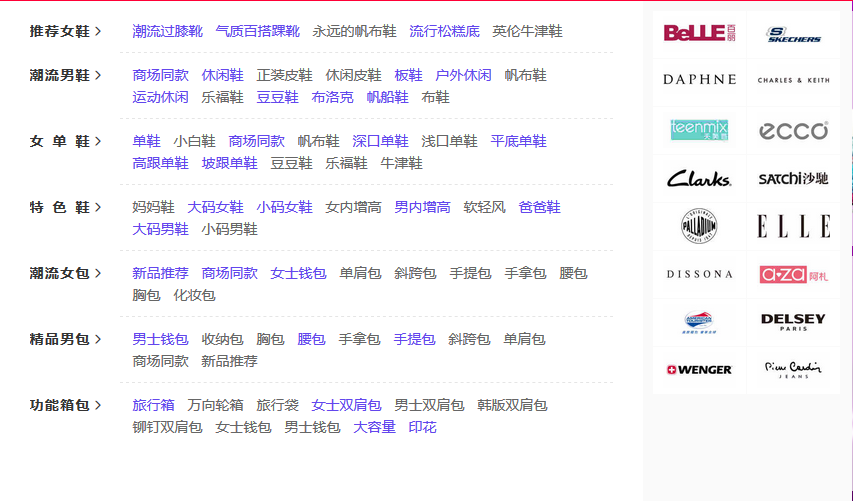 推荐女鞋 > 潮流过膝靴 气质百搭踝靴 永远的帆布鞋 流行松糕底 英伦牛津鞋
潮流男鞋 > 商场同款 休闲鞋 正装皮鞋 休闲皮鞋 板鞋 户外休闲 帆布鞋
运动休闲 乐福鞋 豆豆鞋 布洛克 帆船鞋 布鞋
女 单 鞋 > 单鞋 小白鞋 商场同款 帆布鞋 深口单鞋 浅口单鞋 平底单鞋
高跟单鞋 坡跟单鞋 豆豆鞋 乐福鞋 牛津鞋
特 色 鞋 > 妈妈鞋 大码女鞋 小码女鞋 女内增高 男内增高 软轻风 爸爸鞋
大码男鞋 小码男鞋
潮流女包 > 新品推荐 商场同款 女士钱包 单肩包 斜跨包 手提包 手拿包 腰包
胸包 化妆包
精品男包 > 男士钱包 收纳包 胸包 腰包 手拿包 手提包 斜跨包 单肩包
商场同款 新品推荐
功能箱包 > 旅行箱 万向轮箱 旅行袋 女士双肩包 男士双肩包 韩版双肩包
铆钉双肩包 女士钱包 男士钱包 大容量 印花
BeLLE 百丽
SKECHERS
DAPHNE
CHARLES & KEITH
teenmix 天美意
ecco
Clarks
SATCHI沙馳
PALLADIUM
ELLE
DISSONA
a·za 阿札
AMERICAN TOURISTER
DELSEY
PARIS
WENGER
Pierre Cardin
JEANS